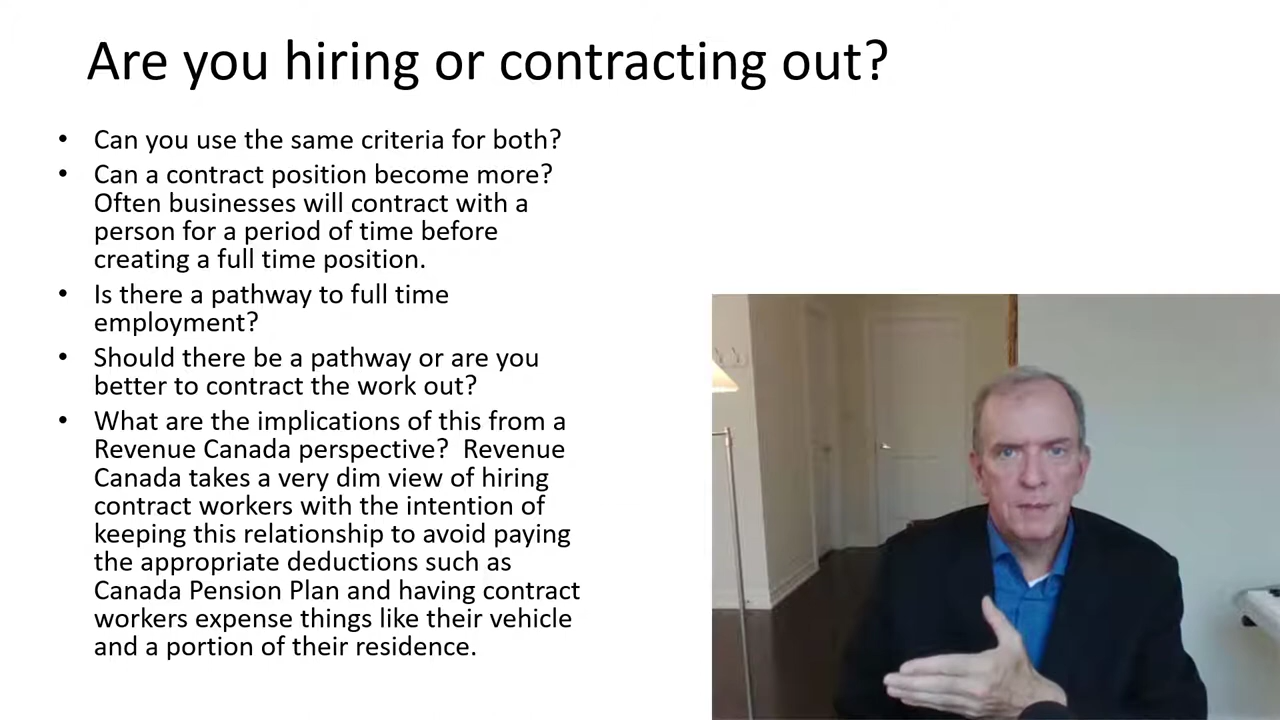 Are you hiring or contracting out?
• Can you use the same criteria for both?
• Can a contract position become more?
Often businesses will contract with a
person for a period of time before
creating a full time position.
• Is there a pathway to full time
employment?
• Should there be a pathway or are you
better to contract the work out?
• What are the implications of this from a
Revenue Canada perspective?  Revenue
Canada takes a very dim view of hiring
contract workers with the intention of
keeping this relationship to avoid paying
the appropriate deductions such as
Canada Pension Plan and having contract
workers expense things like their vehicle
and a portion of their residence.